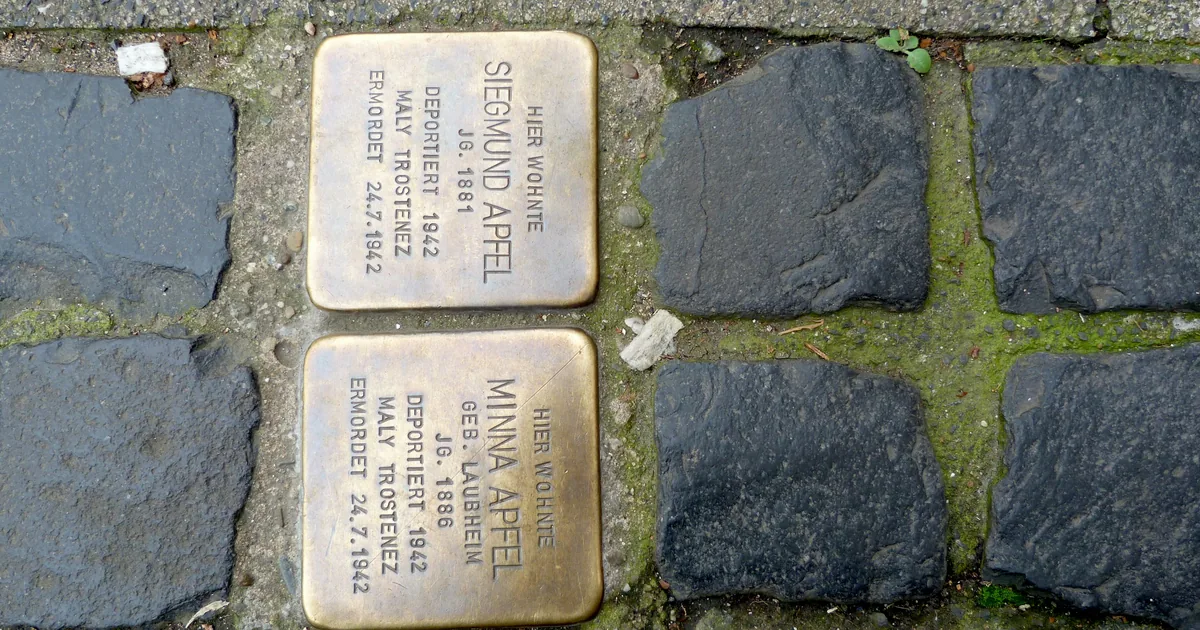 HIER WOHNTE
SIEGMUND APFEL
JG. 1881
DEPORTIERT 1942
MALY TROSTENEZ
ERMORDET 24.7.1942
HIER WOHNTE
MINNA APFEL
GEB. LAUBHEIM
JG. 1886
DEPORTIERT 1942
MALY TROSTENEZ
ERMORDET 24.7.1942